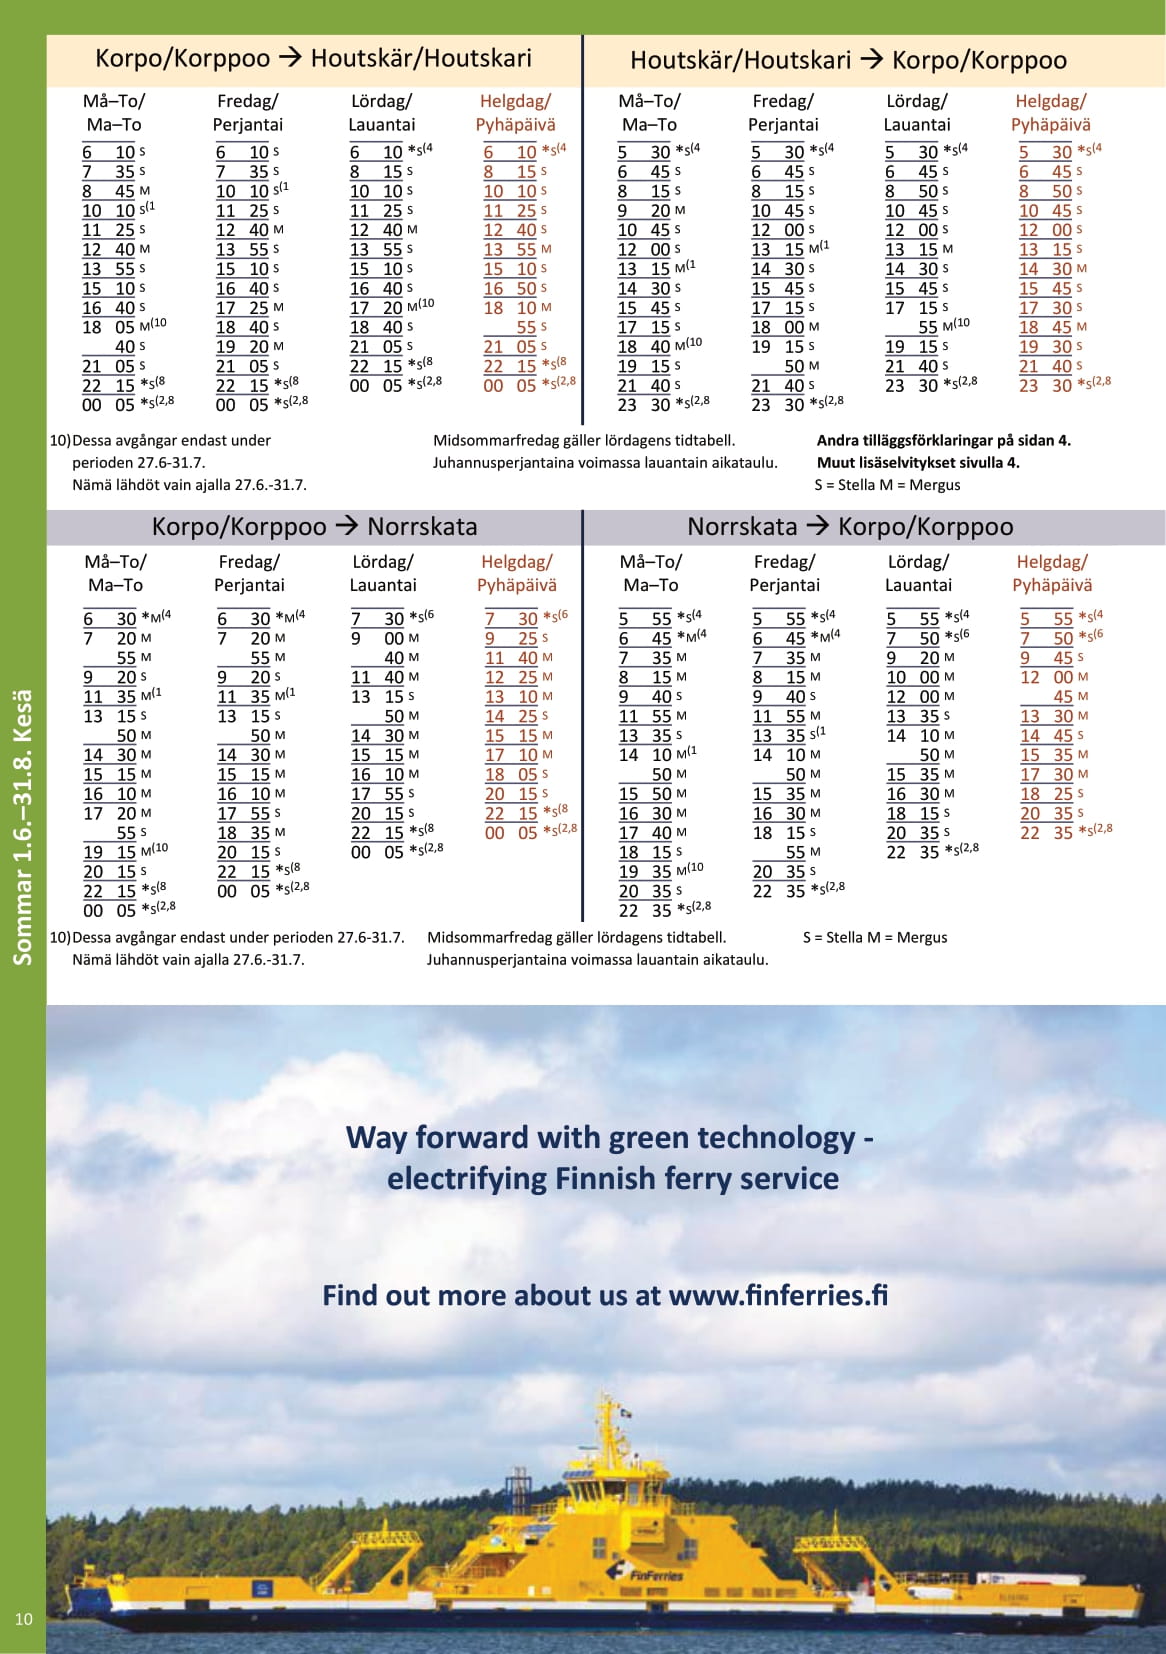 Korpo/Korppoo → Houtskär/Houtskari
Houtskär/Houtskari → Korpo/Korppoo
Må–To/ Fredag/ Lördag/ Helgdag/ Må–To/ Fredag/ Lördag/ Helgdag/
Ma–To Perjantai Lauantai Pyhäpäivä Ma–To Perjantai Lauantai Pyhäpäivä
6 10 S 6 10 S 6 10 *S(4 6 10 *S(4 5 30 *S(4 5 30 *S(4 5 30 *S(4 5 30 *S(4
7 35 S 7 35 S 8 15 S 8 15 S 6 45 S 6 45 S 6 45 S 6 45 S
8 45 M 10 10 S(1 10 10 S 10 10 S 8 15 S 8 15 S 8 50 S 8 50 S
10 10 S(1 11 25 S 11 25 S 11 25 S 9 20 M 10 45 S 10 45 S 10 45 S
11 25 S 12 40 M 12 40 M 12 40 S 10 45 S 12 00 S 12 00 S 12 00 S
12 40 M 13 55 S 13 55 S 13 55 M 12 00 S 13 15 M(1 13 15 M 13 15 S
13 55 S 15 10 S 15 10 S 15 10 S 13 15 M(1 14 30 S 14 30 S 14 30 M
15 10 S 16 40 S 16 40 S 16 50 S 14 30 S 15 45 S 15 45 S 15 45 S
16 40 S 17 25 M 17 20 M(10 18 10 M 15 45 S 17 15 S 17 15 S 17 30 S
18 05 M(10 18 40 S 18 40 S 55 S 17 15 S 18 00 M 55 M(10 18 45 M
40 S 19 20 M 21 05 S 21 05 S 18 40 M(10 19 15 S 19 15 S 19 30 S
21 05 S 21 05 S 22 15 *S(8 22 15 *S(8 19 15 S 50 M 21 40 S 21 40 S
22 15 *S(8 22 15 *S(8 00 05 *S(2,8 00 05 *S(2,8 21 40 S 21 40 S 23 30 *S(2,8 23 30 *S(2,8
00 05 *S(2,8 00 05 *S(2,8 23 30 *S(2,8 23 30 *S(2,8
10)Dessa avgångar endast under Midsommarfredag gäller lördagens tidtabell. Andra tilläggsförklaringar på sidan 4.
perioden 27.6-31.7. Juhannusperjantaina voimassa lauantain aikataulu. Muut lisäselvitykset sivulla 4.
Nämä lähdöt vain ajalla 27.6.-31.7. S = Stella M = Mergus
Korpo/Korppoo → Norrskata
Norrskata → Korpo/Korppoo
Må–To/ Fredag/ Lördag/ Helgdag/ Må–To/ Fredag/ Lördag/ Helgdag/
Ma–To Perjantai Lauantai Pyhäpäivä Ma–To Perjantai Lauantai Pyhäpäivä
6 30 *M(4 6 30 *M(4 7 30 *S(6 7 30 *S(6 5 55 *S(4 5 55 *S(4 5 55 *S(4 5 55 *S(4
7 20 M 7 20 M 9 00 M 9 25 S 6 45 *M(4 6 45 *M(4 7 50 *S(6 7 50 *S(6
55 M 55 M 40 M 11 40 M 7 35 M 7 35 M 9 20 M 9 45 S
9 20 S 9 20 S 11 40 M 12 25 M 8 15 M 8 15 M 10 00 M 12 00 M
11 35 M(1 11 35 M(1 13 15 S 13 10 M 9 40 S 9 40 S 12 00 M 45 M
13 15 S 13 15 S 50 M 14 25 S 11 55 M 11 55 M 13 35 S 13 30 M
50 M 50 M 14 30 M 15 15 M 13 35 S 13 35 S(1 14 10 M 14 45 S
14 30 M 14 30 M 15 15 M 17 10 M 14 10 M(1 14 10 M 50 M 15 35 M
15 15 M 15 15 M 16 10 M 18 05 S 50 M 50 M 15 35 M 17 30 M
16 10 M 16 10 M 17 55 S 20 15 S 15 50 M 15 35 M 16 30 M 18 25 S
17 20 M 17 55 S 20 15 S 22 15 *S(8 16 30 M 16 30 M 18 15 S 20 35 S
55 S 18 35 M 22 15 *S(8 00 05 *S(2,8 17 40 M 18 15 S 20 35 S 22 35 *S(2,8
19 15 M(10 20 15 S 00 05 *S(2,8 18 15 S 55 M 22 35 *S(2,8
20 15 S 22 15 *S(8 19 35 M(10 20 35 S
22 15 *S(8 00 05 *S(2,8 20 35 S 22 35 *S(2,8
00 05 *S(2,8 22 35 *S(2,8
10)Dessa avgångar endast under perioden 27.6-31.7. Midsommarfredag gäller lördagens tidtabell. S = Stella M = Mergus
Nämä lähdöt vain ajalla 27.6.-31.7. Juhannusperjantaina voimassa lauantain aikataulu.
Sommar 1.6.–31.8. Kesä
Way forward with green technology -
electrifying Finnish ferry service
Find out more about us at www.finferries.fi
FinFerries
10